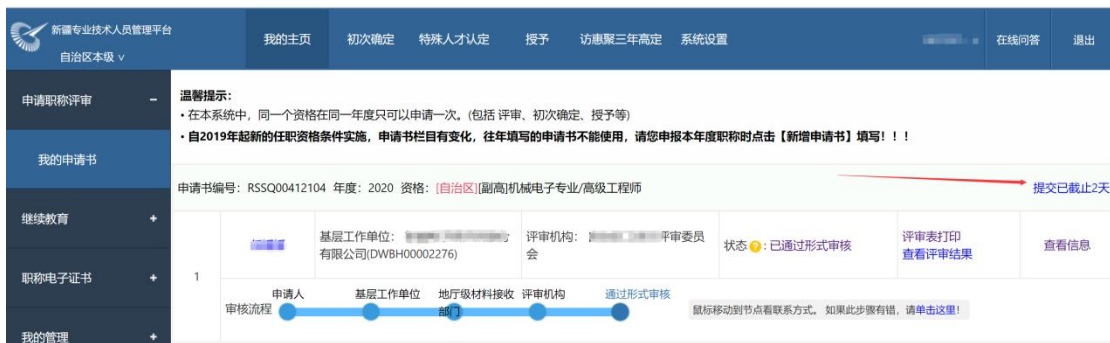 新疆专业技术人员管理平台
自治区本级
我的主页 初次确定 特殊人才认定 授予 访惠聚三年高定 系统设置 在线问答 退出
申请职称评审
我的申请书
继续教育
职称电子证书
我的管理
温馨提示：
• 在本系统中，同一个资格在同一年度只可以申请一次。(包括 评审、初次确定、授予等)
• 自2019年起新的任职资格条件实施，申请书栏目有变化，往年填写的申请书不能使用，请您申报本年度职称时点击【新增申请书】填写！！！
申请书编号：RSSQ00412104 年度：2020 资格：[自治区][副高]机械电子专业/高级工程师 提交已截止2天
1
基层工作单位：
有限公司(DWBH00002276)
评审机构： 评审委员
会
状态 ? : 已通过形式审核
评审表打印
查看评审结果
查看信息
审核流程
申请人 基层工作单位 地厅级材料接收 评审机构 通过形式审核
部门
鼠标移动到节点看联系方式。 如果此步骤有错，请单击这里!